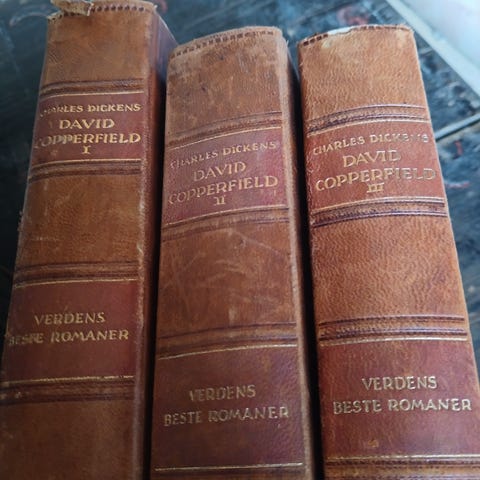 CHARLES DICKENS
DAVID
COPPERFIELD
I
VERDENS
BESTE ROMANER
CHARLES DICKENS
DAVID
COPPERFIELD
II
VERDENS
BESTE ROMANER
CHARLES DICKENS
DAVID
COPPERFIELD
III
VERDENS
BESTE ROMANER